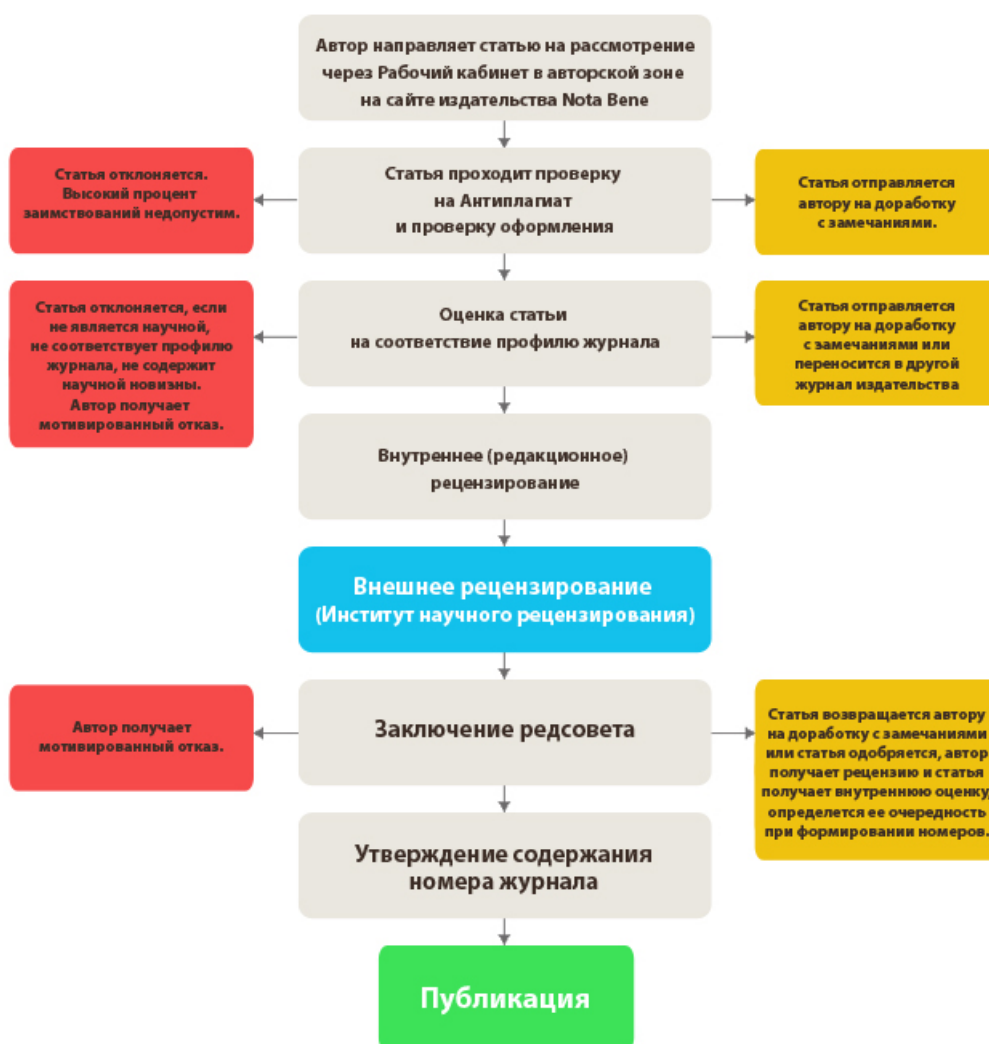 Автор направляет статью на рассмотрение
через Рабочий кабинет в авторской зоне
на сайте издательства Nota Bene
Статья отклоняется.
Высокий процент
заимствований недопустим.
Статья проходит проверку
на Антиплагиат
и проверку оформления
Статья отправляется
автору на доработку
с замечаниями.
Статья отклоняется, если
не является научной,
не соответствует профилю
журнала, не содержит
научной новизны.
Автор получает
мотивированный отказ.
Оценка статьи
на соответствие профилю журнала
Статья отправляется
автору на доработку
с замечаниями или
переносится в другой
журнал издательства
Внутреннее (редакционное)
рецензирование
Внешнее рецензирование
(Институт научного рецензирования)
Автор получает
мотивированный отказ.
Заключение редсовета
Статья возвращается автору
на доработку с замечаниями
или статья одобряется, автор
получает рецензию и статья
получает внутреннюю оценку,
определется ее очередность
при формировании номеров.
Утверждение содержания
номера журнала
Публикация